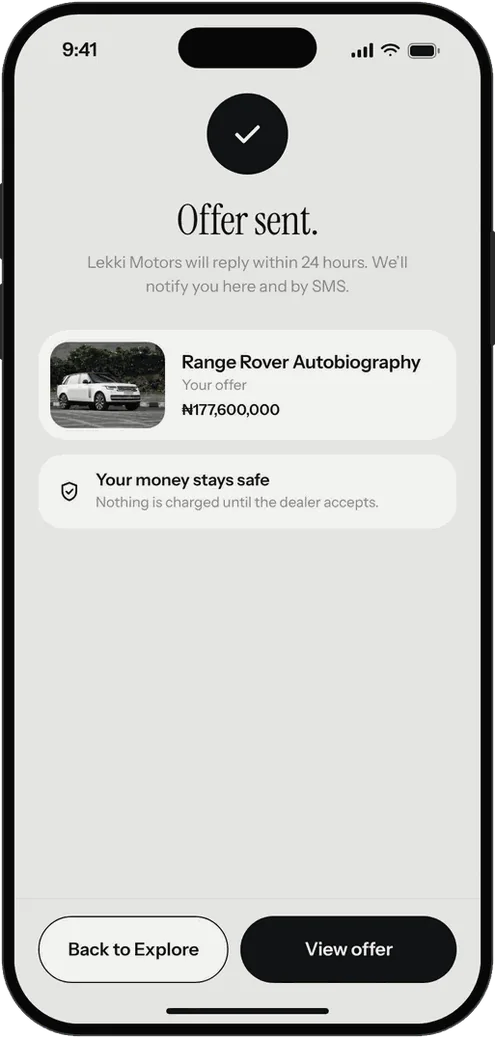 9:41
Offer sent.
Lekki Motors will reply within 24 hours. We'll
notify you here and by SMS.
Range Rover Autobiography
Your offer
₦177,600,000
Your money stays safe
Nothing is charged until the dealer accepts.
Back to Explore
View offer